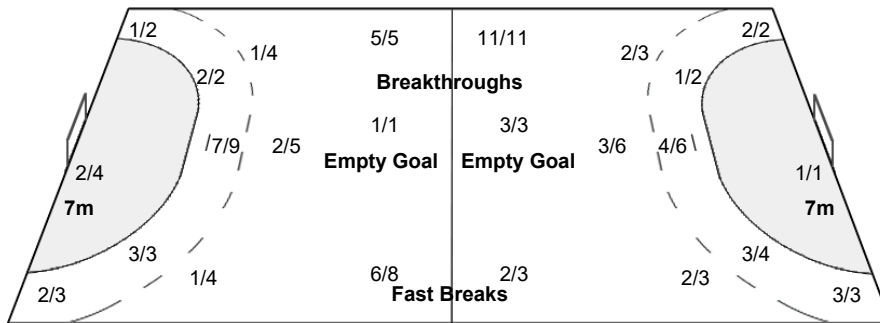 1/2 5/5 11/11 2/2
1/4 2/3
2/2 Breakthroughs 1/2
1/1 3/3
7/9 2/5 3/6 4/6
Empty Goal Empty Goal
2/4 1/1
7m 7m
3/3 3/4
1/4 6/8 2/3 2/3
2/3 Fast Breaks 3/3